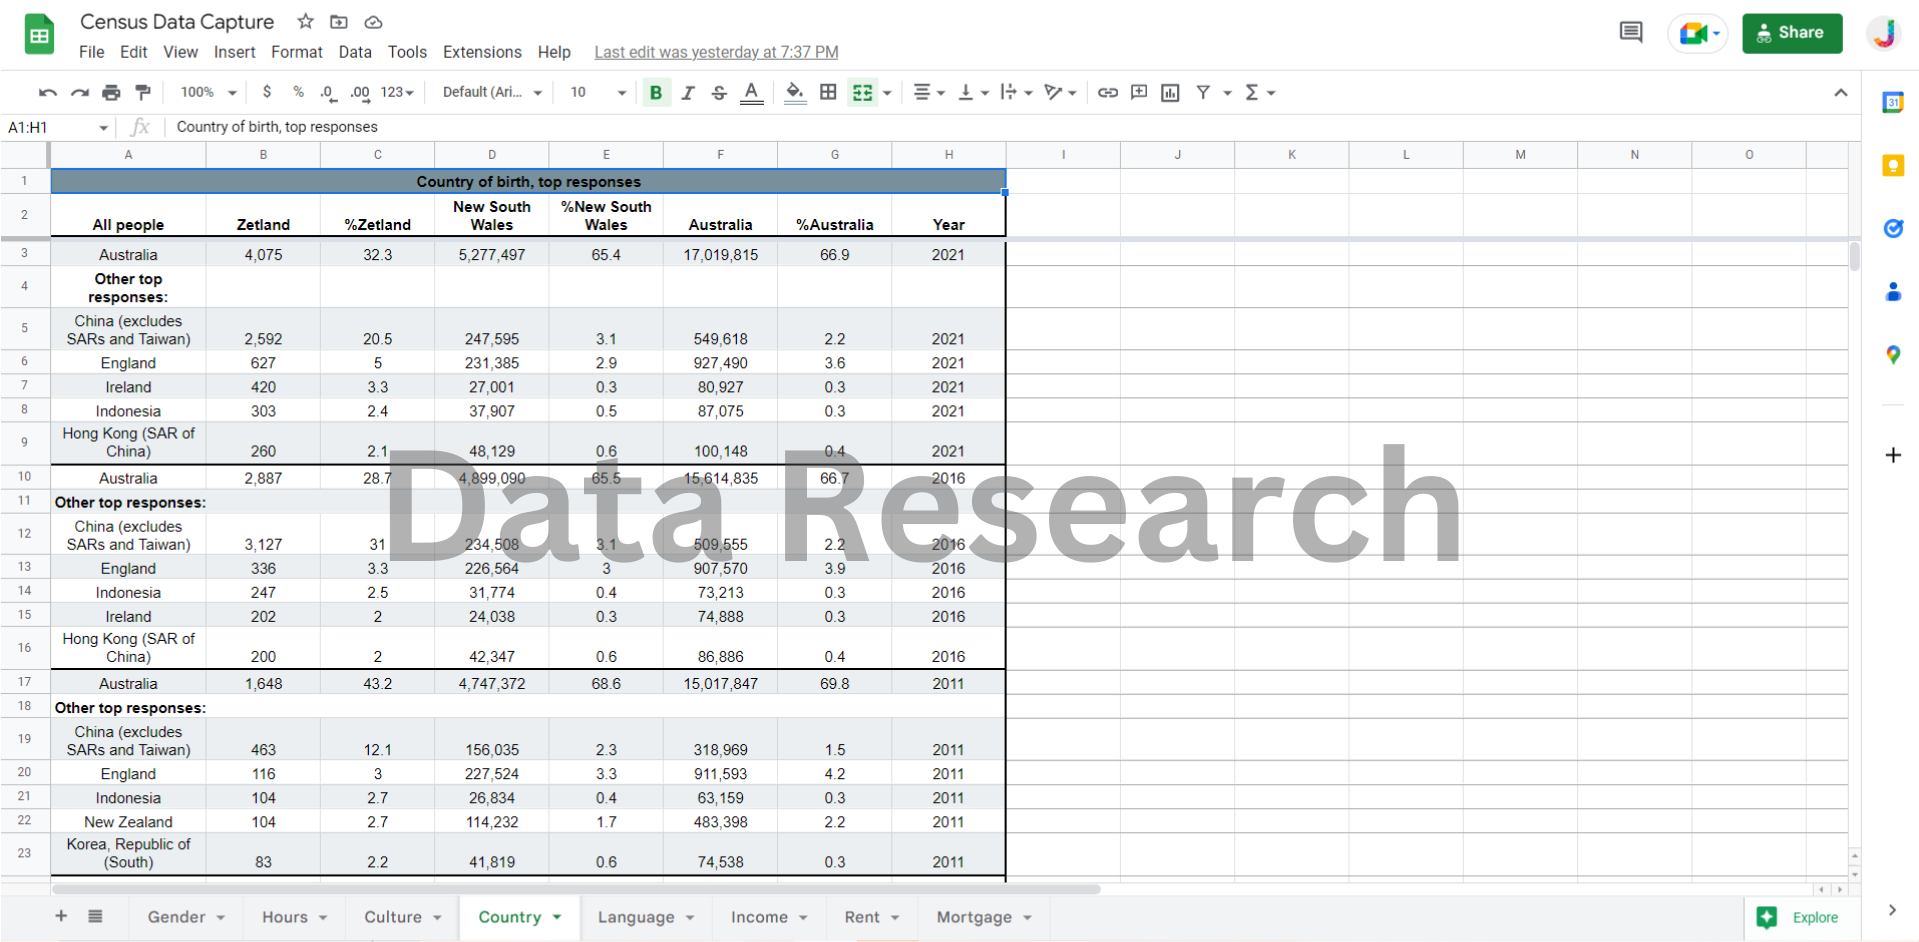 Census Data Capture
File Edit View Insert Format Data Tools Extensions Help Last edit was yesterday at 7:37 PM
Share
100% $ % .0 .00 123 Default (Ari... 10 B I S A Σ
31
A1:H1 fx Country of birth, top responses
A B C D E F G H I J K L M N O
1 Country of birth, top responses
2 All people Zetland %Zetland New South Wales %New South Wales Australia %Australia Year
3 Australia 4,075 32.3 5,277,497 65.4 17,019,815 66.9 2021
4 Other top responses:
5 China (excludes SARs and Taiwan) 2,592 20.5 247,595 3.1 549,618 2.2 2021
6 England 627 5 231,385 2.9 927,490 3.6 2021
7 Ireland 420 3.3 27,001 0.3 80,927 0.3 2021
8 Indonesia 303 2.4 37,907 0.5 87,075 0.3 2021
9 Hong Kong (SAR of China) 260 2.1 48,129 0.6 100,148 0.4 2021
10 Australia 2,887 28.7 4,899,090 65.5 15,614,835 66.7 2016
11 Other top responses:
12 China (excludes SARs and Taiwan) 3,127 31 234,508 3.1 509,555 2.2 2016
13 England 336 3.3 226,564 3 907,570 3.9 2016
14 Indonesia 247 2.5 31,774 0.4 73,213 0.3 2016
15 Ireland 202 2 24,038 0.3 74,888 0.3 2016
16 Hong Kong (SAR of China) 200 2 42,347 0.6 86,886 0.4 2016
17 Australia 1,648 43.2 4,747,372 68.6 15,017,847 69.8 2011
18 Other top responses:
19 China (excludes SARs and Taiwan) 463 12.1 156,035 2.3 318,969 1.5 2011
20 England 116 3 227,524 3.3 911,593 4.2 2011
21 Indonesia 104 2.7 26,834 0.4 63,159 0.3 2011
22 New Zealand 104 2.7 114,232 1.7 483,398 2.2 2011
23 Korea, Republic of (South) 83 2.2 41,819 0.6 74,538 0.3 2011
Data Research
Gender Hours Culture Country Language Income Rent Mortgage Explore